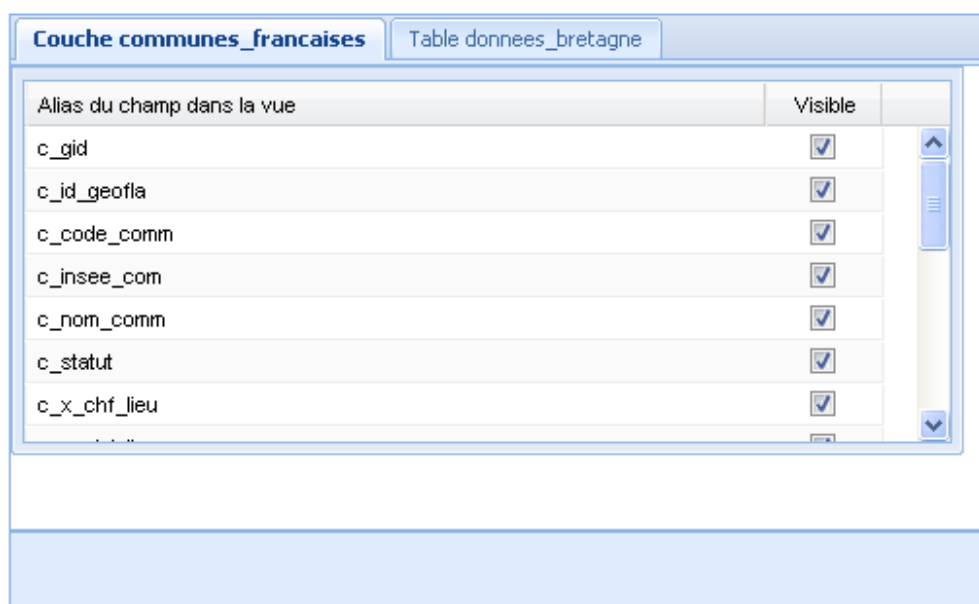 Couche communes_francaises Table donnees_bretagne
Alias du champ dans la vue Visible
c_gid
c_id_geofla
c_code_comm
c_insee_com
c_nom_comm
c_statut
c_x_chf_lieu